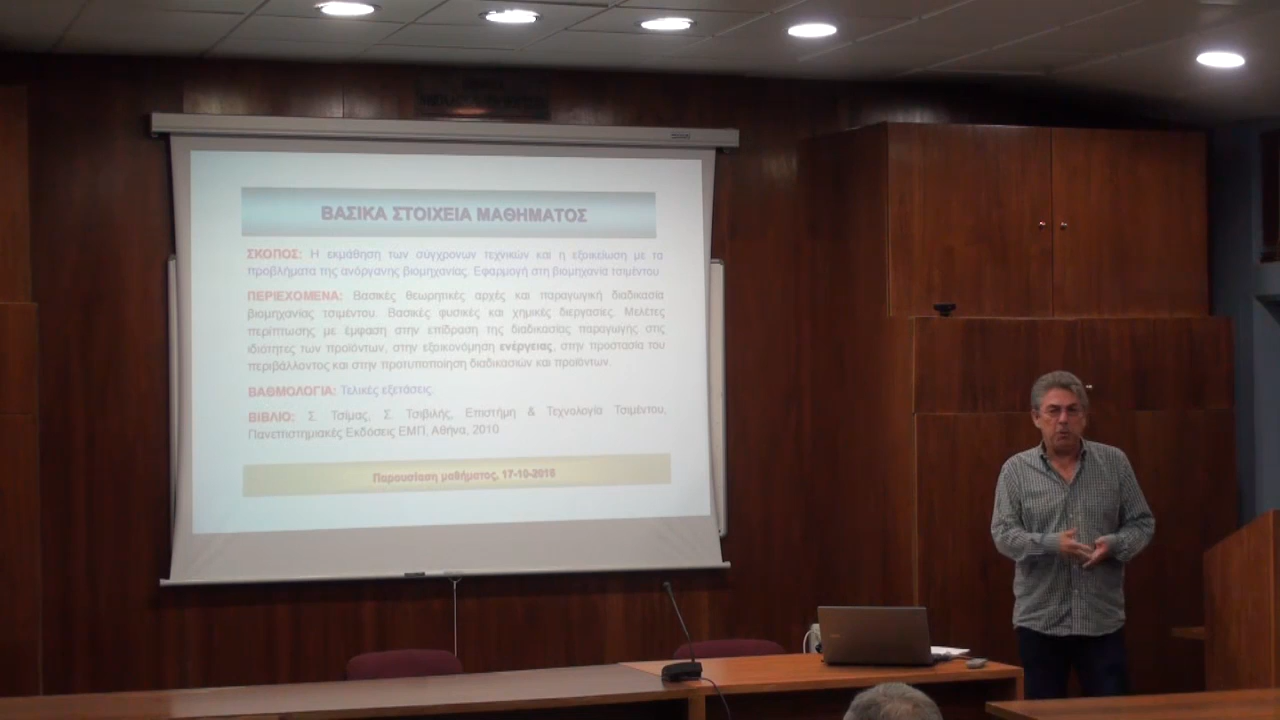 ΒΑΣΙΚΑ ΣΤΟΙΧΕΙΑ ΜΑΘΗΜΑΤΟΣ
ΣΚΟΠΟΣ: Η εκμάθηση των σύγχρονων τεχνικών και η εξοικείωση με τα
προβλήματα της ανόργανης βιομηχανίας. Εφαρμογή στη βιομηχανία τσιμέντου
ΠΕΡΙΕΧΟΜΕΝΑ: Βασικές θεωρητικές αρχές και παραγωγική διαδικασία
βιομηχανίας τσιμέντου. Βασικές φυσικές και χημικές διεργασίες. Μελέτες
περίπτωσης με έμφαση στην επίδραση της διαδικασίας παραγωγής στις
ιδιότητες των προϊόντων, στην εξοικονόμηση ενέργειας, στην προστασία του
περιβάλλοντος και στην προτυποποίηση διαδικασιών και προϊόντων.
ΒΑΘΜΟΛΟΓΙΑ: Τελικές εξετάσεις.
ΒΙΒΛΙΟ: Σ. Τσίμας, Σ. Τσιβιλής, Επιστήμη & Τεχνολογία Τσιμέντου,
Πανεπιστημιακές Εκδόσεις ΕΜΠ, Αθήνα, 2010
Παρουσίαση μαθήματος, 17-10-2016